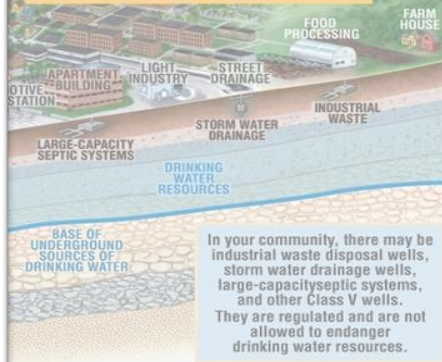 FOOD
PROCESSING
FARM
HOUSE
APARTMENT
BUILDING
LIGHT
INDUSTRY
STREET
DRAINAGE
OTIVE
STATION
INDUSTRIAL
WASTE
STORM WATER
DRAINAGE
LARGE-CAPACITY
SEPTIC SYSTEMS
DRINKING
WATER
RESOURCES
BASE OF
UNDERGROUND
SOURCES OF
DRINKING WATER
In your community, there may be
industrial waste disposal wells,
storm water drainage wells,
large-capacityseptic systems,
and other Class V wells.
They are regulated and are not
allowed to endanger
drinking water resources.